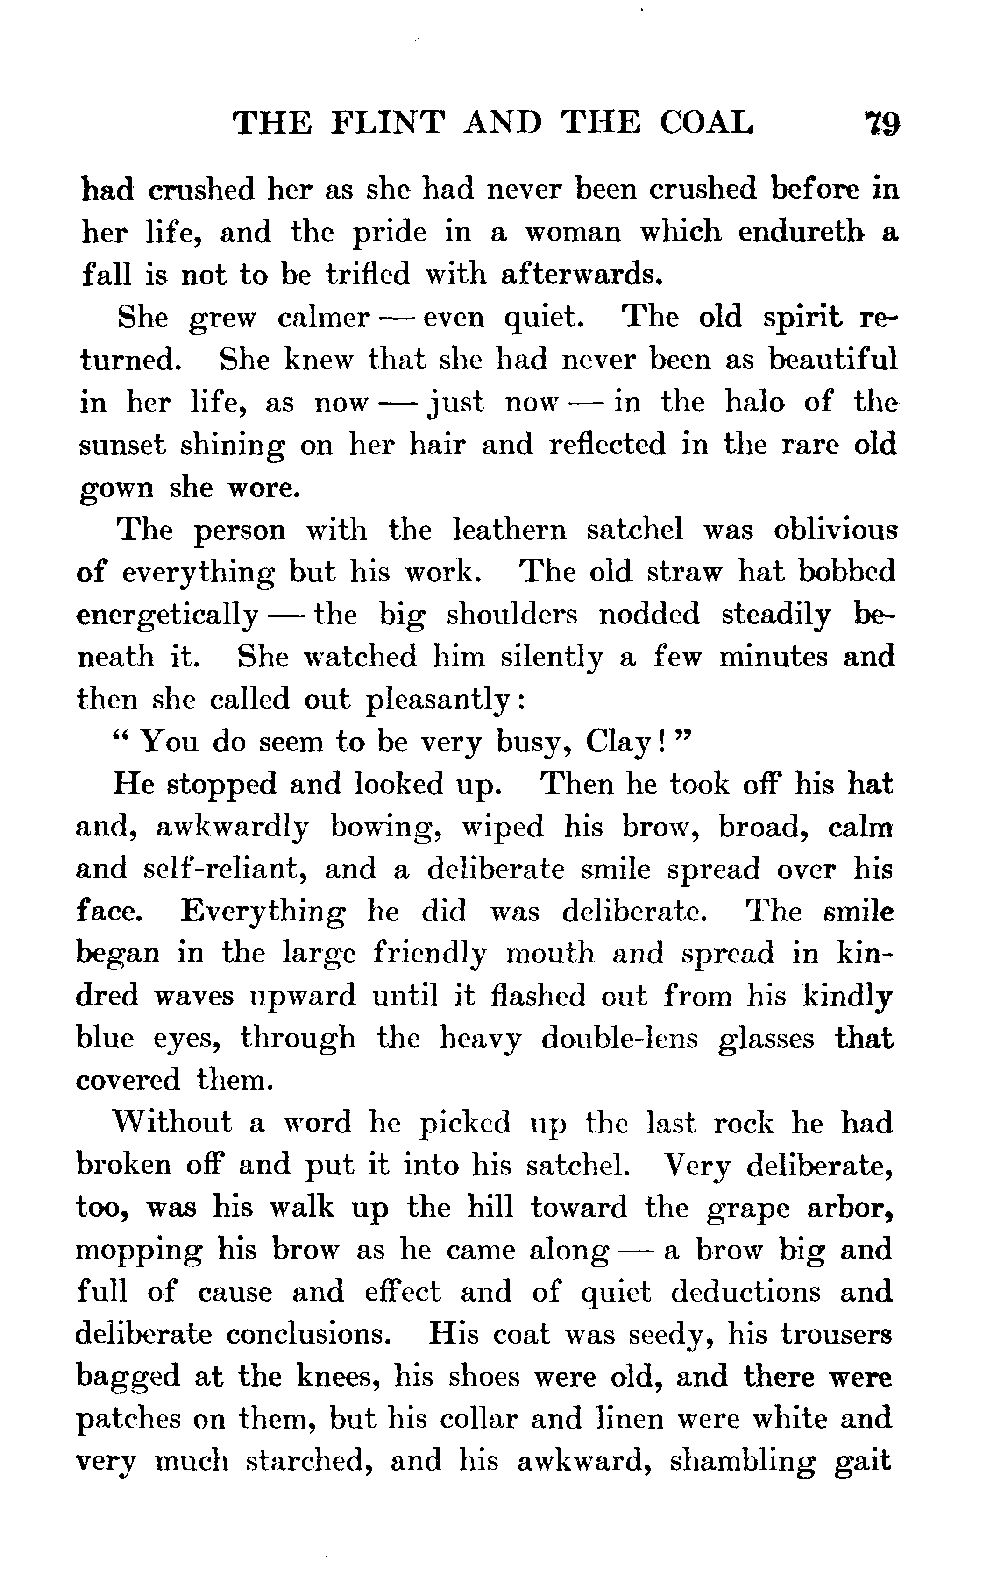 THE FLINT AND THE COAL 79
had crushed her as she had never been crushed before in
her life, and the pride in a woman which endureth a
fall is not to be trifled with afterwards.
She grew calmer — even quiet. The old spirit re-
turned. She knew that she had never been as beautiful
in her life, as now — just now — in the halo of the
sunset shining on her hair and reflected in the rare old
gown she wore.
The person with the leathern satchel was oblivious
of everything but his work. The old straw hat bobbed
energetically — the big shoulders nodded steadily be-
neath it. She watched him silently a few minutes and
then she called out pleasantly:
“ You do seem to be very busy, Clay! ”
He stopped and looked up. Then he took off his hat
and, awkwardly bowing, wiped his brow, broad, calm
and self-reliant, and a deliberate smile spread over his
face. Everything he did was deliberate. The smile
began in the large friendly mouth and spread in kin-
dred waves upward until it flashed out from his kindly
blue eyes, through the heavy double-lens glasses that
covered them.
Without a word he picked up the last rock he had
broken off and put it into his satchel. Very deliberate,
too, was his walk up the hill toward the grape arbor,
mopping his brow as he came along — a brow big and
full of cause and effect and of quiet deductions and
deliberate conclusions. His coat was seedy, his trousers
bagged at the knees, his shoes were old, and there were
patches on them, but his collar and linen were white and
very much starched, and his awkward, shambling gait